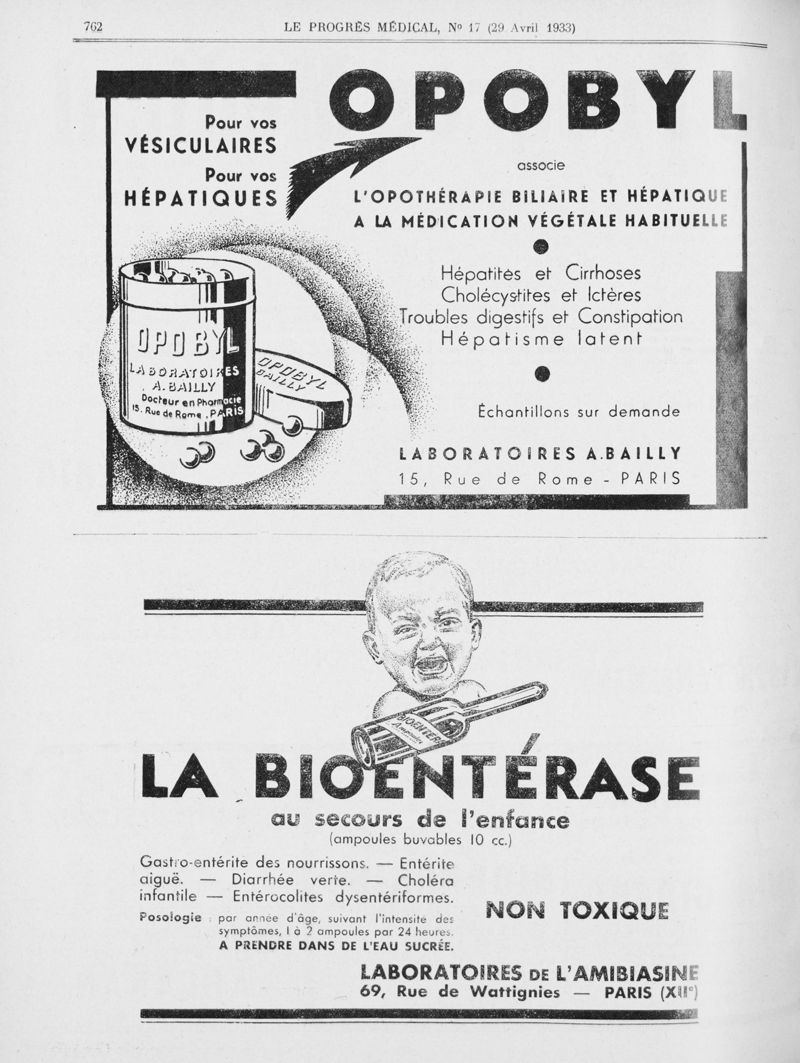 762
LE PROGRÈS MÉDICAL, No 17 (29 Avril 1933)
OPOBYL
Pour vos
VÉSICULAIRES
Pour vos
HÉPATIQUES
associe
L'OPOTHÉRAPIE BILIAIRE ET HÉPATIQUE
A LA MÉDICATION VÉGÉTALE HABITUELLE
Hépatites et Cirrhoses
Cholécystites et Ictères
Troubles digestifs et Constipation
Hépatisme latent
Échantillons sur demande
LABORATOIRES A. BAILLY
15, Rue de Rome - PARIS
OPOBYL
LABORATOIRES
A. BAILLY
Docteur en Pharmacie
15. Rue de Rome . PARIS
OPOBYL
BAILLY
BIOENTER
Ampoules
LA BIOENTÉRASE
au secours de l'enfance
(ampoules buvables 10 cc.)
Gastro-entérite des nourrissons. — Entérite
aiguë. — Diarrhée verte. — Choléra
infantile — Entérocolites dysentériformes.
Posologie : par année d'âge, suivant l'intensité des
symptômes, 1 à 2 ampoules par 24 heures.
A PRENDRE DANS DE L'EAU SUCRÉE.
NON TOXIQUE
LABORATOIRES DE L'AMIBIASINE
69, Rue de Wattignies — PARIS (XIIe)